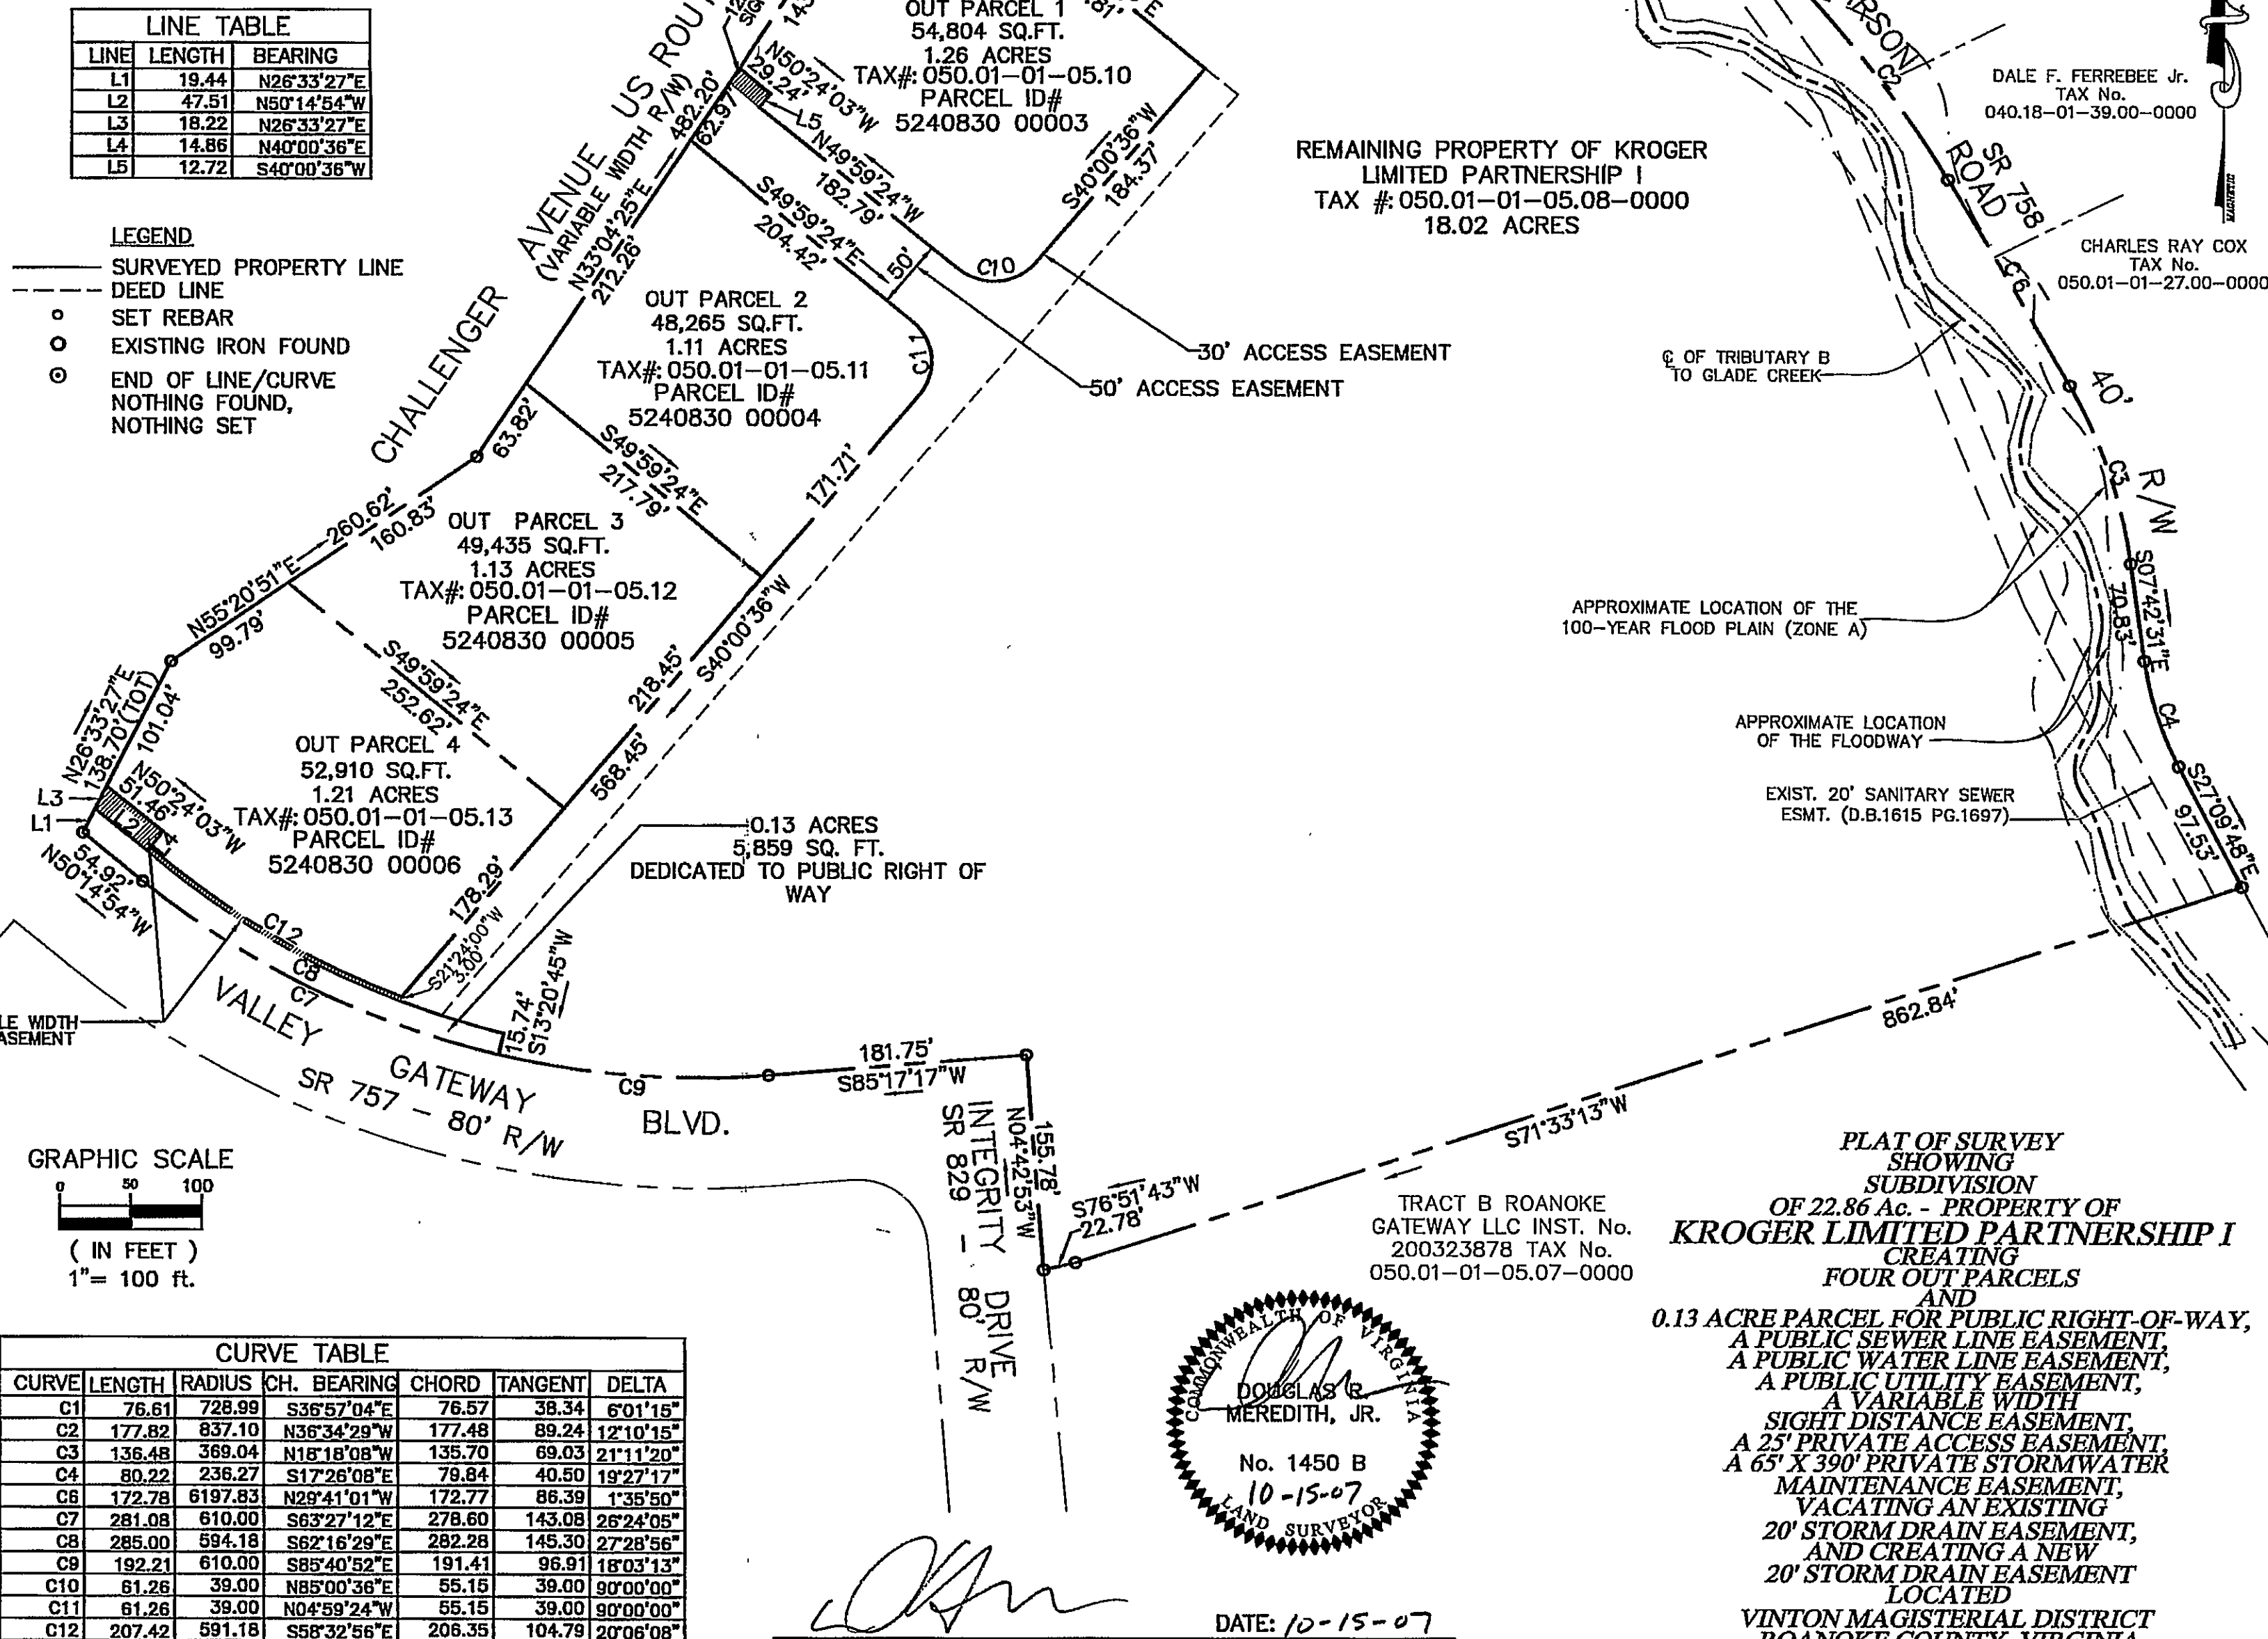 LINE TABLE
LINE LENGTH BEARING
L1 19.44 N26°33'27"E
L2 47.51 N50°14'54"W
L3 18.22 N26°33'27"E
L4 14.86 N40°00'36"E
L5 12.72 S40°00'36"W
LEGEND
SURVEYED PROPERTY LINE
DEED LINE
SET REBAR
EXISTING IRON FOUND
END OF LINE/CURVE
NOTHING FOUND,
NOTHING SET
CHALLENGER AVENUE US ROU
(VARIABLE WIDTH R/W)
N33°04'25"E 482.20'
212.26'
62.97'
63.82'
OUT PARCEL 1
54,804 SQ.FT.
1.26 ACRES
TAX#: 050.01-01-05.10
PARCEL ID#
5240830 00003
N50°24'03"W
29.24'
L5
N49°59'24"W
182.79'
S49°59'24"E
204.42'
50'
C10
S40°00'36"W
184.37'
OUT PARCEL 2
48,265 SQ.FT.
1.11 ACRES
TAX#: 050.01-01-05.11
PARCEL ID#
5240830 00004
C11
30' ACCESS EASEMENT
50' ACCESS EASEMENT
S49°59'24"E
217.79'
171.71'
REMAINING PROPERTY OF KROGER
LIMITED PARTNERSHIP I
TAX #: 050.01-01-05.08-0000
18.02 ACRES
N55°20'51"E 260.62'
160.83'
99.79'
OUT PARCEL 3
49,435 SQ.FT.
1.13 ACRES
TAX#: 050.01-01-05.12
PARCEL ID#
5240830 00005
S49°59'24"E
252.62'
218.45'
S40°00'36"W
568.45'
N26°33'27"E
138.70'(TOT)
101.04'
L3
L1
L2
N50°24'03"W
51.46'
OUT PARCEL 4
52,910 SQ.FT.
1.21 ACRES
TAX#: 050.01-01-05.13
PARCEL ID#
5240830 00006
178.29'
54.92'
N50°14'54"W
0.13 ACRES
5,859 SQ. FT.
DEDICATED TO PUBLIC RIGHT OF
WAY
C12
C8
C7
S21°24'00"W
3.00'
15.74'
S13°20'45"W
LE WIDTH
ASEMENT
VALLEY GATEWAY BLVD.
SR 757 - 80' R/W
C9
181.75'
S85°17'17"W
INTEGRITY DRIVE
SR 829 - 80' R/W
155.78'
N04°42'53"W
S76°51'43"W
22.78'
S71°33'13"W
862.84'
ARSON ROAD
SR 758
C2
DALE F. FERREBEE Jr.
TAX No.
040.18-01-39.00-0000
CHARLES RAY COX
TAX No.
050.01-01-27.00-0000
MAGNETIC
C6
℄ OF TRIBUTARY B
TO GLADE CREEK
40' R/W
C3
S07°42'31"E
70.83'
APPROXIMATE LOCATION OF THE
100-YEAR FLOOD PLAIN (ZONE A)
C4
APPROXIMATE LOCATION
OF THE FLOODWAY
EXIST. 20' SANITARY SEWER
ESMT. (D.B.1615 PG.1697)
S27°09'48"E
97.53'
GRAPHIC SCALE
0 50 100
( IN FEET )
1"= 100 ft.
TRACT B ROANOKE
GATEWAY LLC INST. No.
200323878 TAX No.
050.01-01-05.07-0000
CURVE TABLE
CURVE LENGTH RADIUS CH. BEARING CHORD TANGENT DELTA
C1 76.61 728.99 S36°57'04"E 76.57 38.34 6°01'15"
C2 177.82 837.10 N36°34'29"W 177.48 89.24 12°10'15"
C3 136.48 369.04 N18°18'08"W 135.70 69.03 21°11'20"
C4 80.22 236.27 S17°26'08"E 79.84 40.50 19°27'17"
C6 172.78 6197.83 N29°41'01"W 172.77 86.39 1°35'50"
C7 281.08 610.00 S63°27'12"E 278.60 143.08 26°24'05"
C8 285.00 594.18 S62°16'29"E 282.28 145.30 27°28'56"
C9 192.21 610.00 S85°40'52"E 191.41 96.91 18°03'13"
C10 61.26 39.00 N85°00'36"E 55.15 39.00 90°00'00"
C11 61.26 39.00 N04°59'24"W 55.15 39.00 90°00'00"
C12 207.42 591.18 S58°32'56"E 206.35 104.79 20°06'08"
COMMONWEALTH OF VIRGINIA
DOUGLAS R.
MEREDITH, JR.
No. 1450 B
10-15-07
LAND SURVEYOR
DATE: 10-15-07
PLAT OF SURVEY
SHOWING
SUBDIVISION
OF 22.86 Ac. - PROPERTY OF
KROGER LIMITED PARTNERSHIP I
CREATING
FOUR OUT PARCELS
AND
0.13 ACRE PARCEL FOR PUBLIC RIGHT-OF-WAY,
A PUBLIC SEWER LINE EASEMENT,
A PUBLIC WATER LINE EASEMENT,
A PUBLIC UTILITY EASEMENT,
A VARIABLE WIDTH
SIGHT DISTANCE EASEMENT,
A 25' PRIVATE ACCESS EASEMENT,
A 65' X 390' PRIVATE STORMWATER
MAINTENANCE EASEMENT,
VACATING AN EXISTING
20' STORM DRAIN EASEMENT,
AND CREATING A NEW
20' STORM DRAIN EASEMENT
LOCATED
VINTON MAGISTERIAL DISTRICT
ROANOKE COUNTY, VIRGINIA